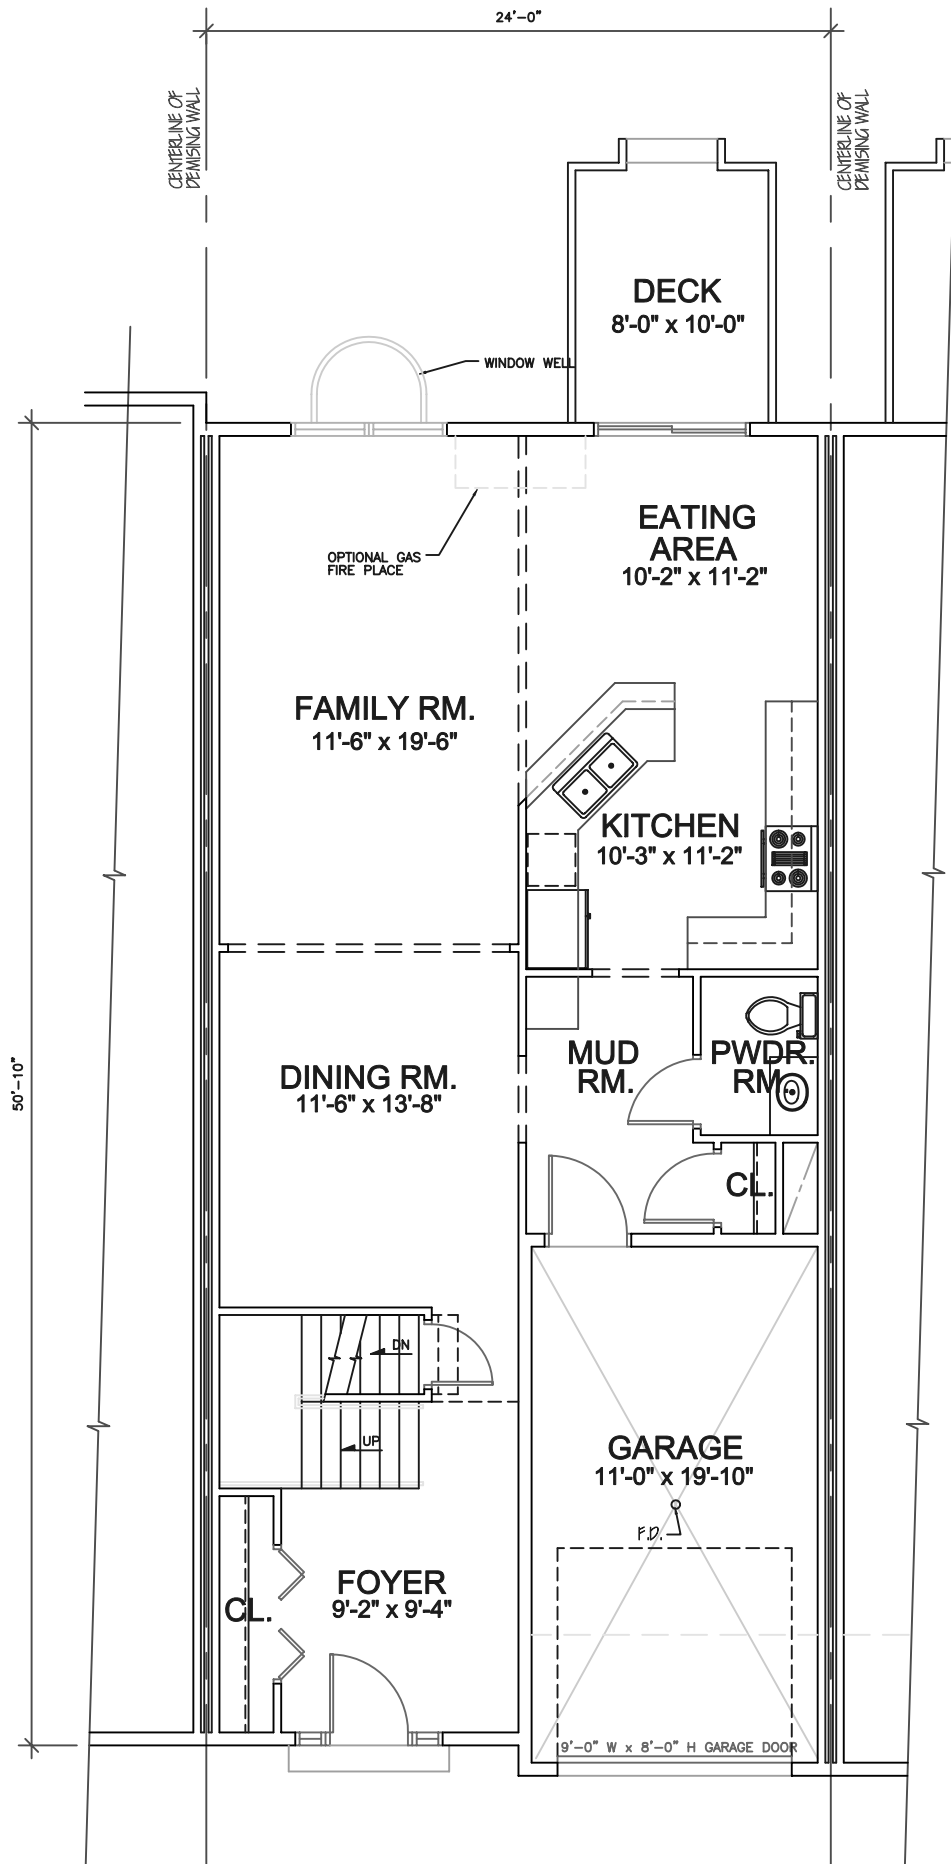 24'-0"
CENTERLINE OF
DEMISING WALL
CENTERLINE OF
DEMISING WALL
DECK
8'-0" x 10'-0"
WINDOW WELL
EATING
AREA
10'-2" x 11'-2"
OPTIONAL GAS
FIRE PLACE
FAMILY RM.
11'-6" x 19'-6"
KITCHEN
10'-3" x 11'-2"
MUD
RM.
PWDR.
RM.
DINING RM.
11'-6" x 13'-8"
50'-10"
CL.
DN
UP
GARAGE
11'-0" x 19'-10"
F.D.
FOYER
9'-2" x 9'-4"
CL.
9'-0" W x 8'-0" H GARAGE DOOR